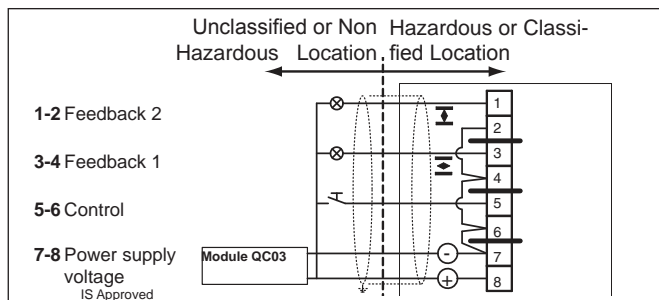 Unclassified or Non Hazardous or Classi-
Hazardous Location fied Location
1-2 Feedback 2
3-4 Feedback 1
5-6 Control
7-8 Power supply
voltage
IS Approved
Module QC03
-
+
1
2
3
4
5
6
7
8